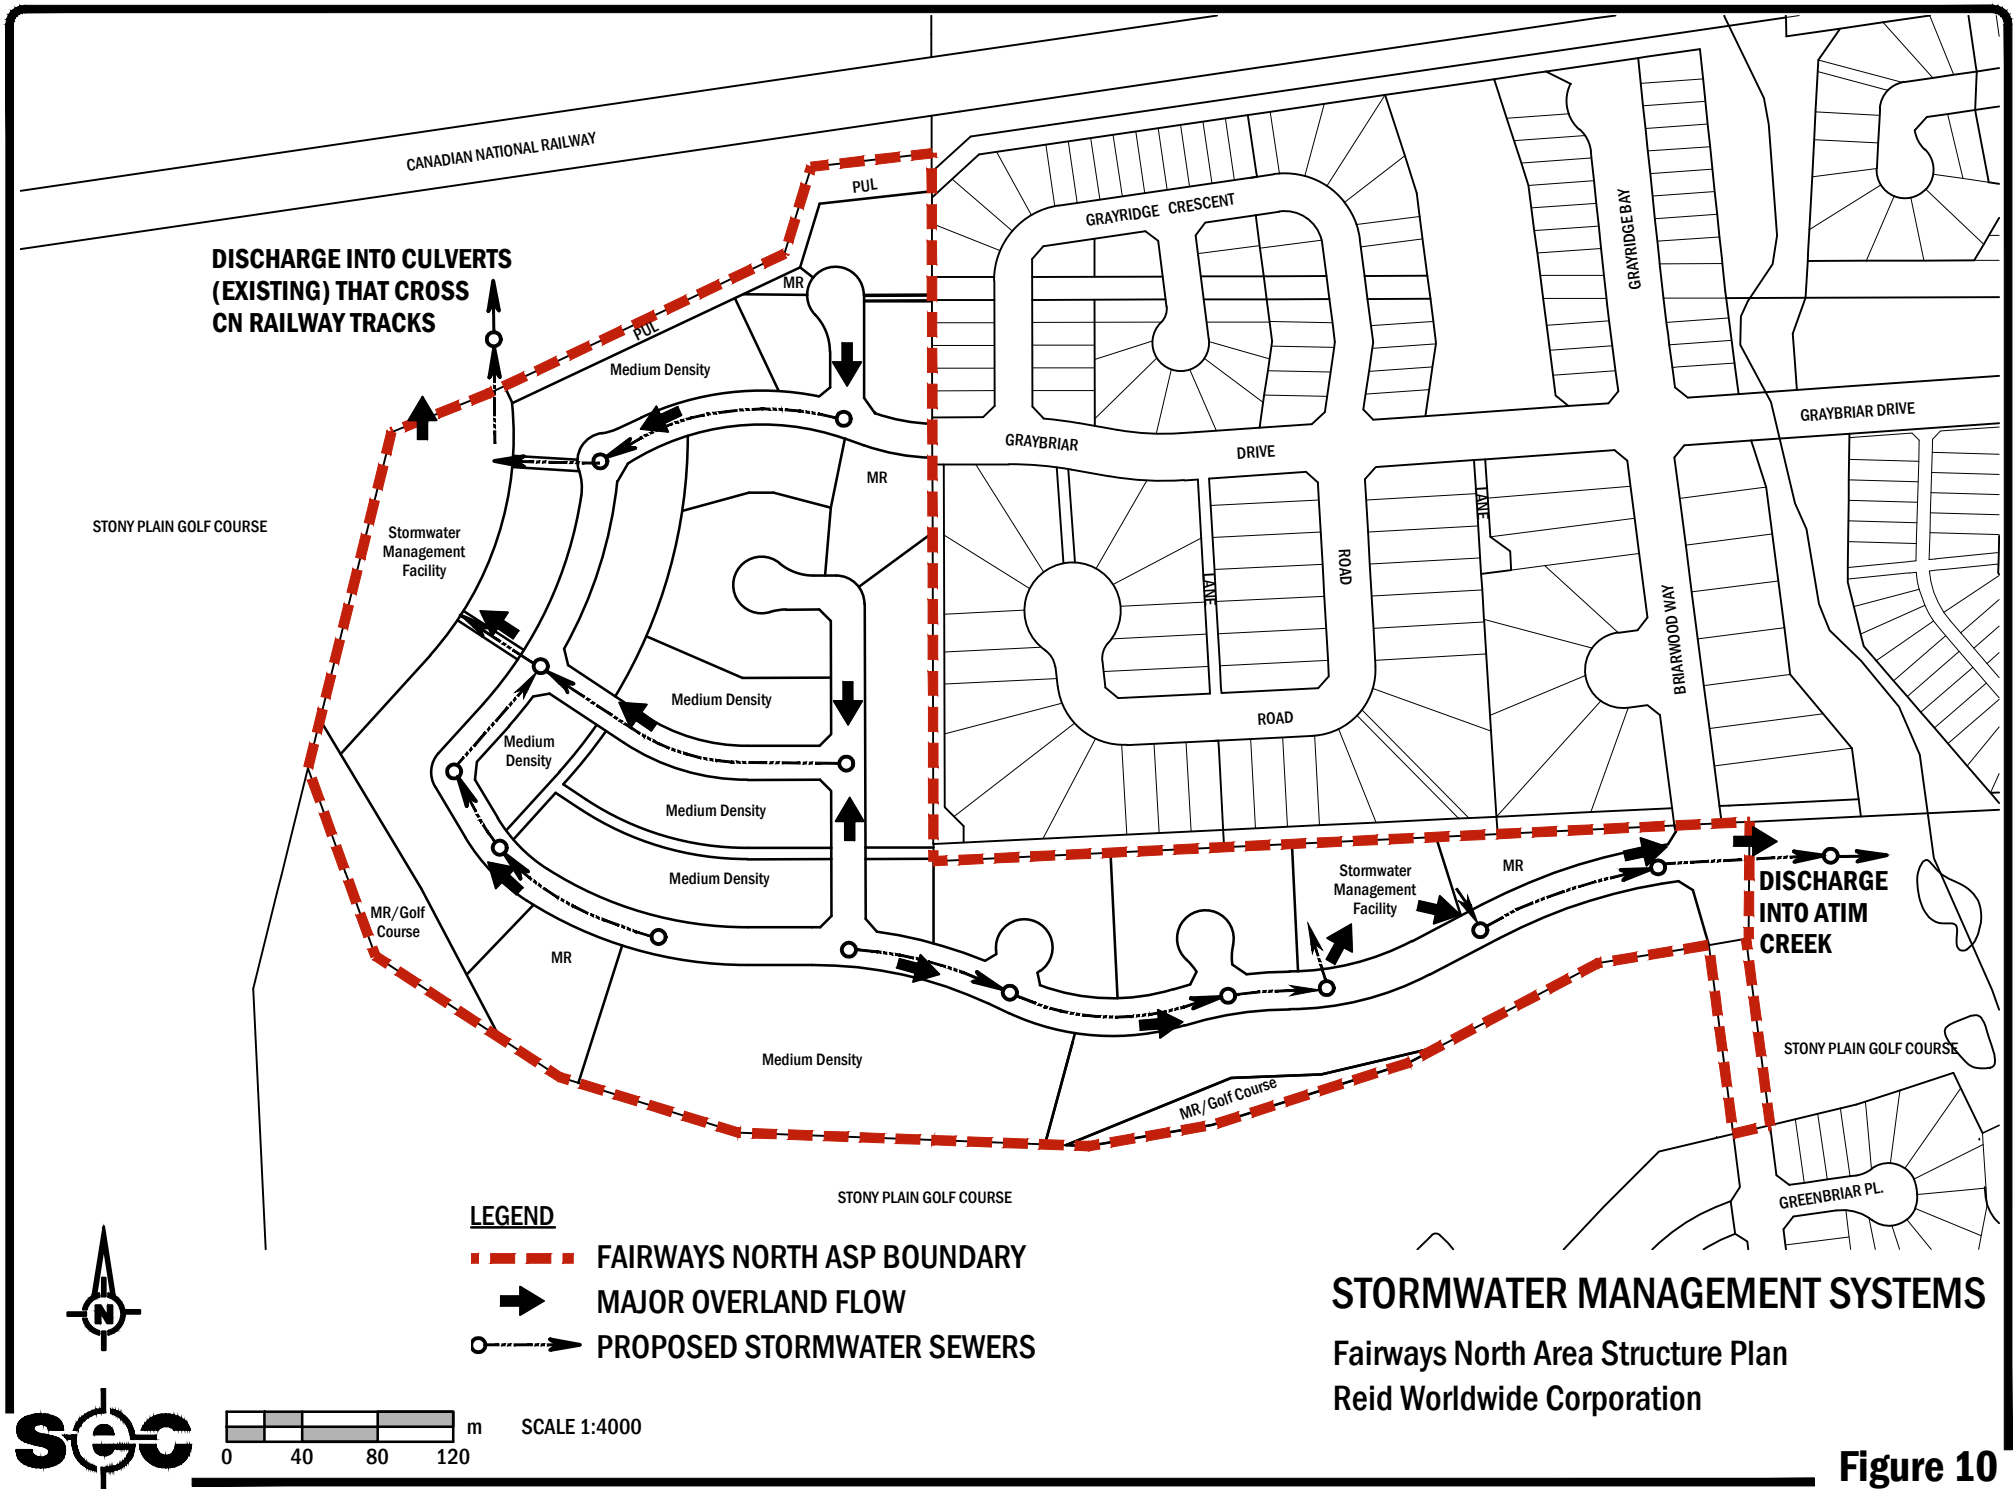 CANADIAN NATIONAL RAILWAY
PUL
GRAYRIDGE CRESCENT
GRAYRIDGE BAY
DISCHARGE INTO CULVERTS
(EXISTING) THAT CROSS
CN RAILWAY TRACKS
MR
PUL
Medium Density
GRAYBRIAR DRIVE
GRAYBRIAR
DRIVE
MR
LANE
STONY PLAIN GOLF COURSE
Stormwater
Management
Facility
ROAD
LANE
BRIARWOOD WAY
Medium Density
ROAD
Medium
Density
Medium Density
Medium Density
Stormwater
Management
Facility
MR
DISCHARGE
INTO ATIM
CREEK
MR/Golf
Course
MR
Medium Density
MR/Golf Course
STONY PLAIN GOLF COURSE
GREENBRIAR PL.
STONY PLAIN GOLF COURSE
LEGEND
FAIRWAYS NORTH ASP BOUNDARY
MAJOR OVERLAND FLOW
PROPOSED STORMWATER SEWERS
N
STORMWATER MANAGEMENT SYSTEMS
Fairways North Area Structure Plan
Reid Worldwide Corporation
sec
0 40 80 120 m
SCALE 1:4000
Figure 10